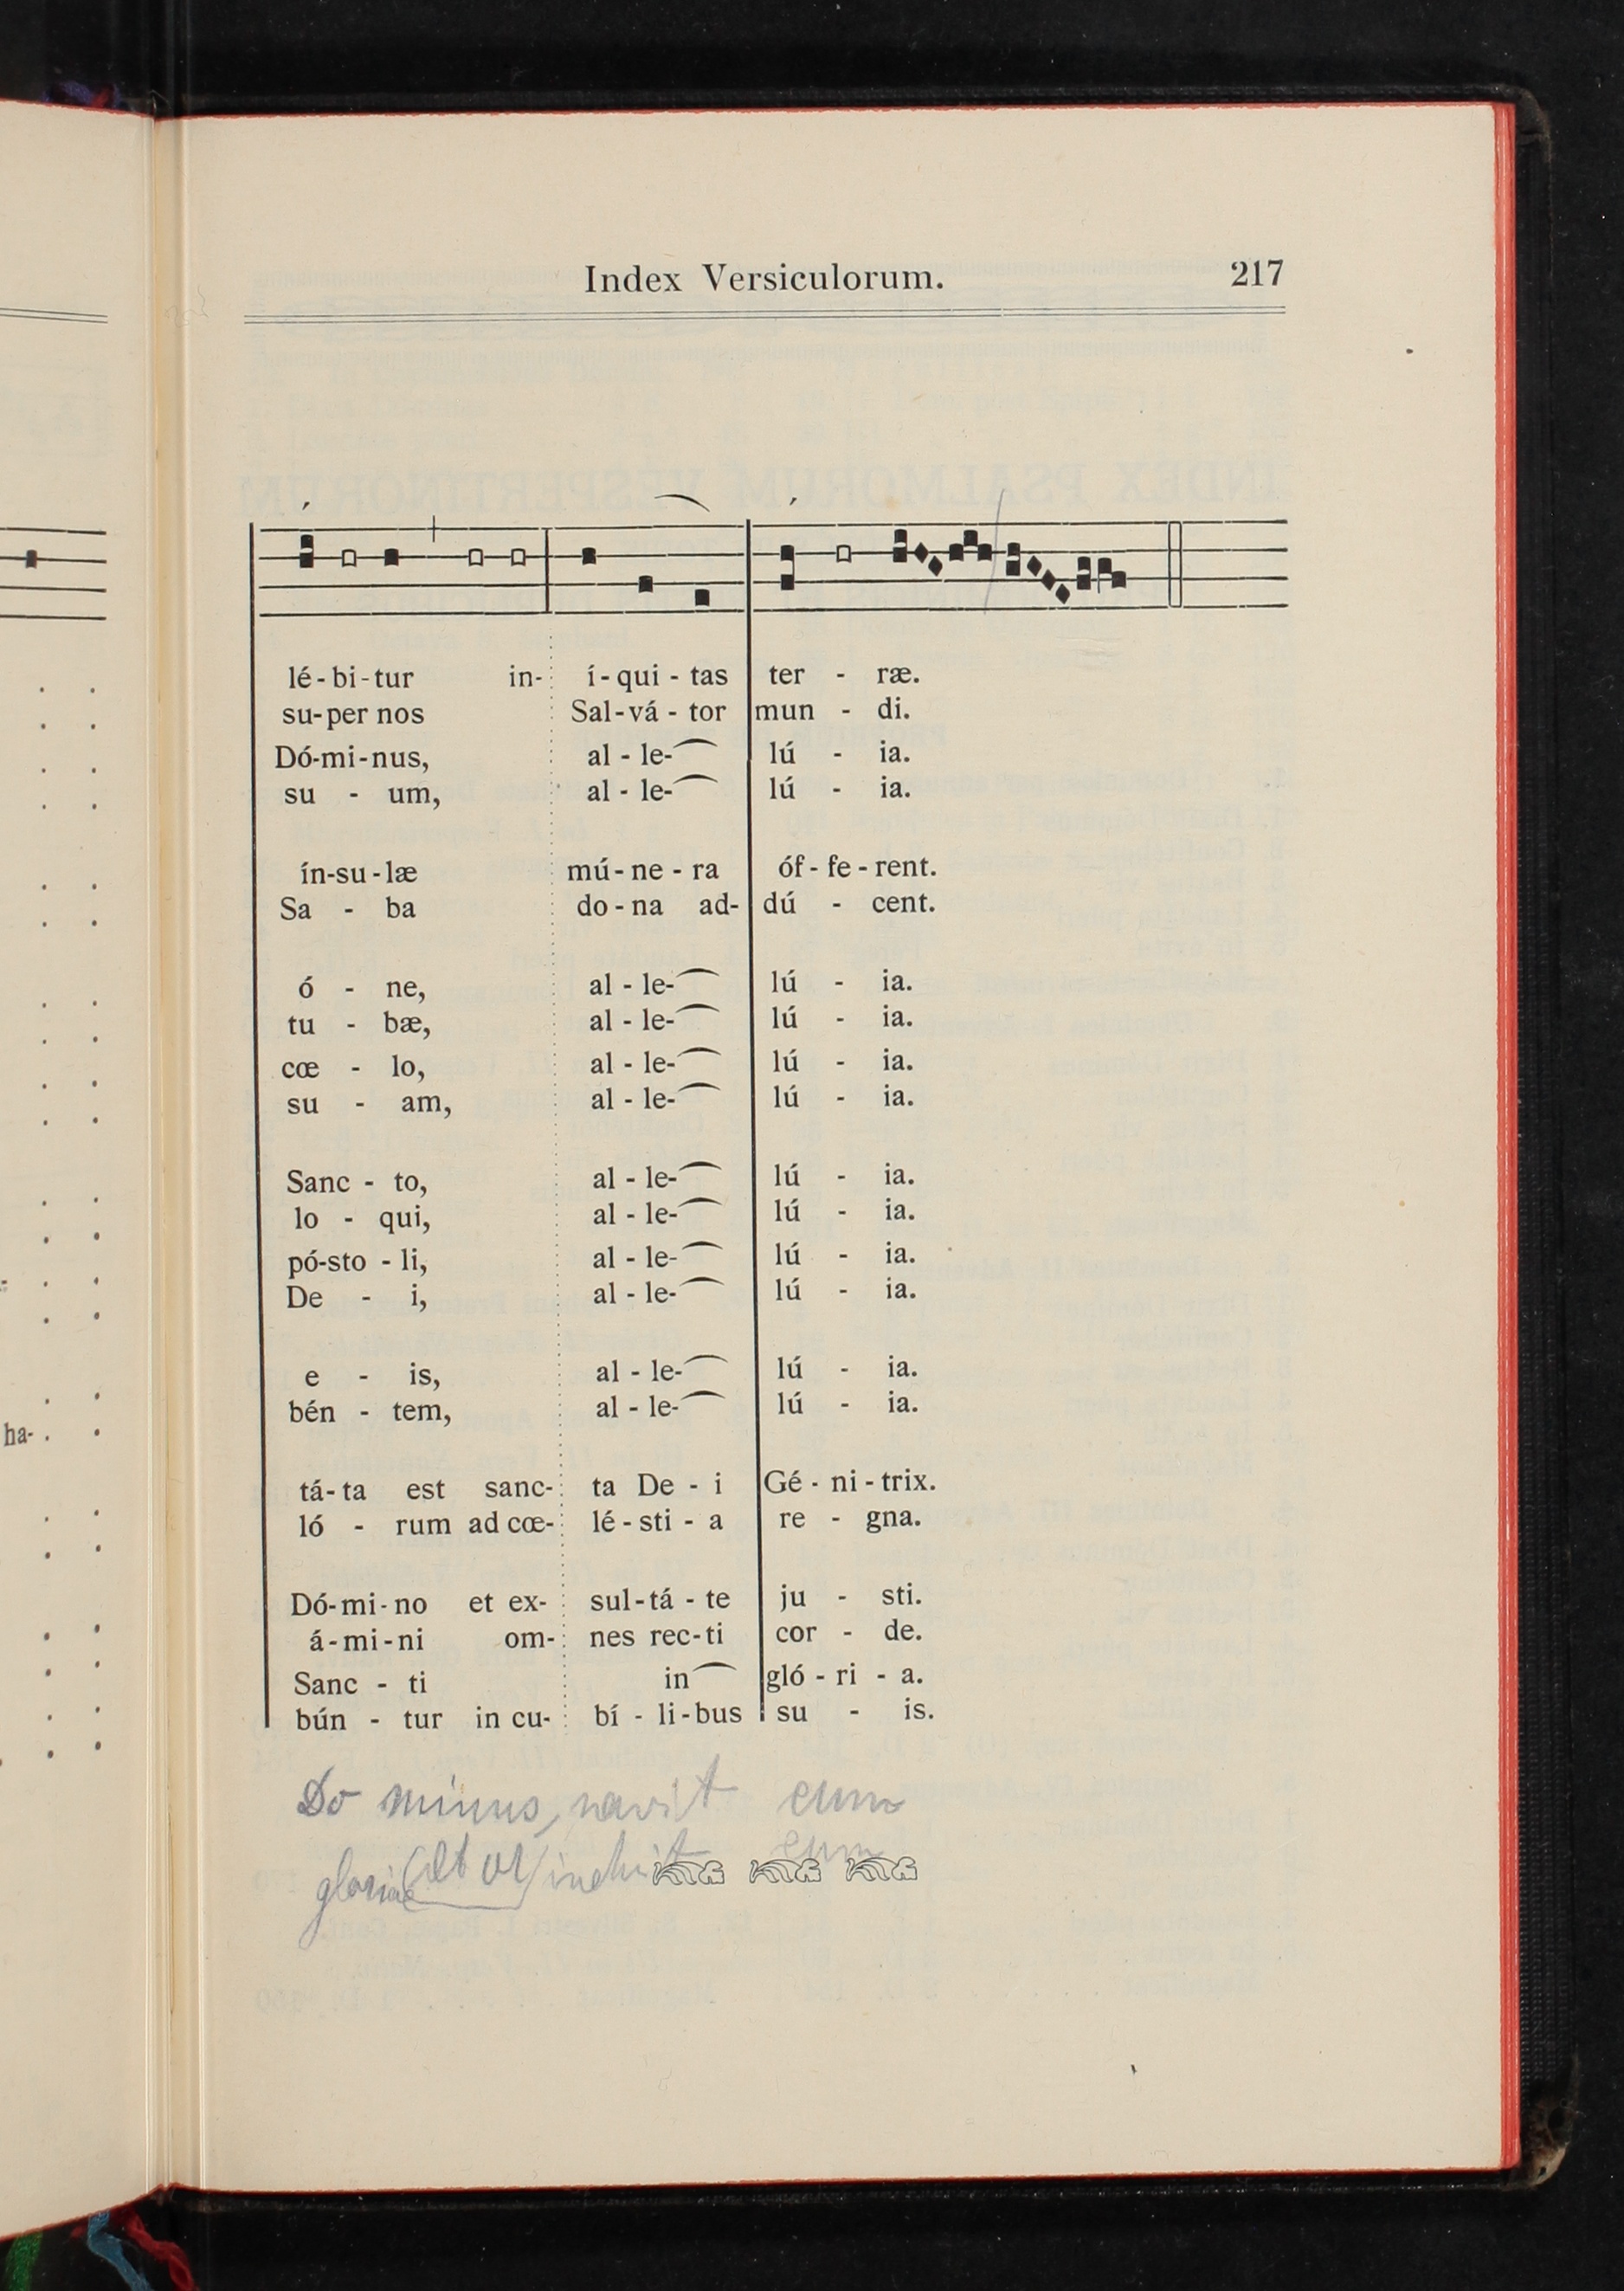 Index Versiculorum. 217
lé - bi - tur in- í - qui - tas ter - ræ.
su-per nos Sal-vá - tor mun - di.
Dó-mi-nus, al - le- lú - ia.
su - um, al - le- lú - ia.
ín-su-læ mú-ne - ra óf - fe - rent.
Sa - ba do-na ad- dú - cent.
ó - ne, al - le- lú - ia.
tu - bæ, al - le- lú - ia.
cœ - lo, al - le- lú - ia.
su - am, al - le- lú - ia.
Sanc - to, al - le- lú - ia.
lo - qui, al - le- lú - ia.
pó-sto - li, al - le- lú - ia.
De - i, al - le- lú - ia.
e - is, al - le- lú - ia.
bén - tem, al - le- lú - ia.
ha-
tá-ta est sanc- ta De - i Gé - ni - trix.
ló - rum ad cœ- lé - sti - a re - gna.
Dó-mi-no et ex- sul-tá - te ju - sti.
á-mi-ni om- nes rec-ti cor - de.
Sanc - ti in gló - ri - a.
bún - tur in cu- bí - li-bus su - is.
Do minus, navit eum
gloriae induit eum